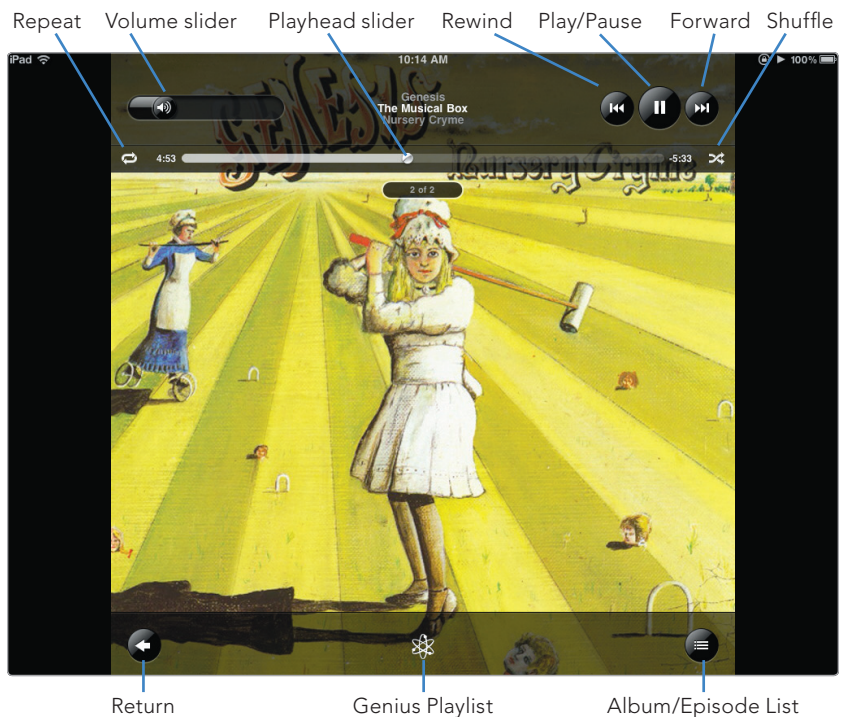 Repeat Volume slider Playhead slider Rewind Play/Pause Forward Shuffle
iPad 10:14 AM 100%
GENESIS
Genesis
The Musical Box
Nursery Cryme
4:53 -5:33
Nursery Cryme
2 of 2
Return Genius Playlist Album/Episode List